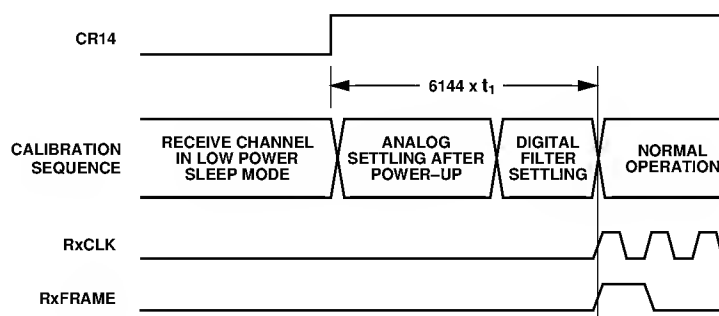 CR14
6144 x t1
CALIBRATION
SEQUENCE
RECEIVE CHANNEL
IN LOW POWER
SLEEP MODE
ANALOG
SETTLING AFTER
POWER–UP
DIGITAL
FILTER
SETTLING
NORMAL
OPERATION
RxCLK
RxFRAME